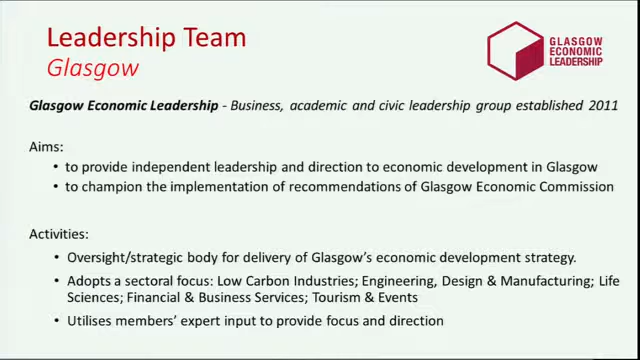 Leadership Team
Glasgow
GLASGOW
ECONOMIC
LEADERSHIP
Glasgow Economic Leadership - Business, academic and civic leadership group established 2011
Aims:
• to provide independent leadership and direction to economic development in Glasgow
• to champion the implementation of recommendations of Glasgow Economic Commission
Activities:
• Oversight/strategic body for delivery of Glasgow's economic development strategy.
• Adopts a sectoral focus: Low Carbon Industries; Engineering, Design & Manufacturing; Life
Sciences; Financial & Business Services; Tourism & Events
• Utilises members' expert input to provide focus and direction